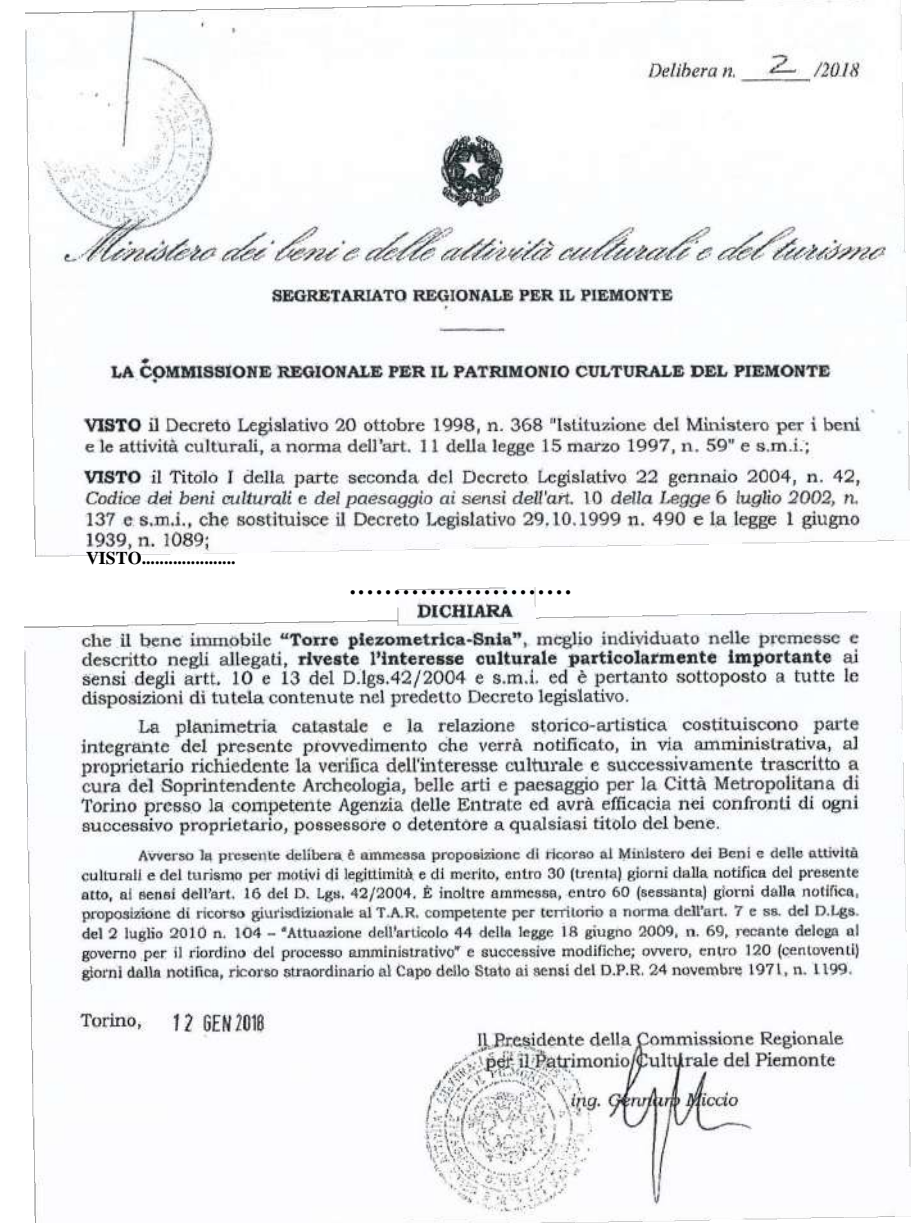 Delibera n. 2 /2018
Ministero dei beni e delle attività culturali e del turismo
SEGRETARIATO REGIONALE PER IL PIEMONTE
LA COMMISSIONE REGIONALE PER IL PATRIMONIO CULTURALE DEL PIEMONTE
VISTO il Decreto Legislativo 20 ottobre 1998, n. 368 "Istituzione del Ministero per i beni
e le attività culturali, a norma dell'art. 11 della legge 15 marzo 1997, n. 59" e s.m.i.;
VISTO il Titolo I della parte seconda del Decreto Legislativo 22 gennaio 2004, n. 42,
Codice dei beni culturali e del paesaggio ai sensi dell'art. 10 della Legge 6 luglio 2002, n.
137 e s.m.i., che sostituisce il Decreto Legislativo 29.10.1999 n. 490 e la legge 1 giugno
1939, n. 1089;
VISTO.....................
.........................
DICHIARA
che il bene immobile "Torre piezometrica-Snia", meglio individuato nelle premesse e
descritto negli allegati, riveste l'interesse culturale particolarmente importante ai
sensi degli artt. 10 e 13 del D.lgs.42/2004 e s.m.i. ed è pertanto sottoposto a tutte le
disposizioni di tutela contenute nel predetto Decreto legislativo.
La planimetria catastale e la relazione storico-artistica costituiscono parte
integrante del presente provvedimento che verrà notificato, in via amministrativa, al
proprietario richiedente la verifica dell'interesse culturale e successivamente trascritto a
cura del Soprintendente Archeologia, belle arti e paesaggio per la Città Metropolitana di
Torino presso la competente Agenzia delle Entrate ed avrà efficacia nei confronti di ogni
successivo proprietario, possessore o detentore a qualsiasi titolo del bene.
Avverso la presente delibera è ammessa proposizione di ricorso al Ministero dei Beni e delle attività
culturali e del turismo per motivi di legittimità e di merito, entro 30 (trenta) giorni dalla notifica del presente
atto, ai sensi dell'art. 16 del D. Lgs. 42/2004. È inoltre ammessa, entro 60 (sessanta) giorni dalla notifica,
proposizione di ricorso giurisdizionale al T.A.R. competente per territorio a norma dell'art. 7 e ss. del D.Lgs.
del 2 luglio 2010 n. 104 – "Attuazione dell'articolo 44 della legge 18 giugno 2009, n. 69, recante delega al
governo per il riordino del processo amministrativo" e successive modifiche; ovvero, entro 120 (centoventi)
giorni dalla notifica, ricorso straordinario al Capo dello Stato ai sensi del D.P.R. 24 novembre 1971, n. 1199.
Torino, 12 GEN 2018
Il Presidente della Commissione Regionale
per il Patrimonio Culturale del Piemonte
ing. Gennaro Miccio